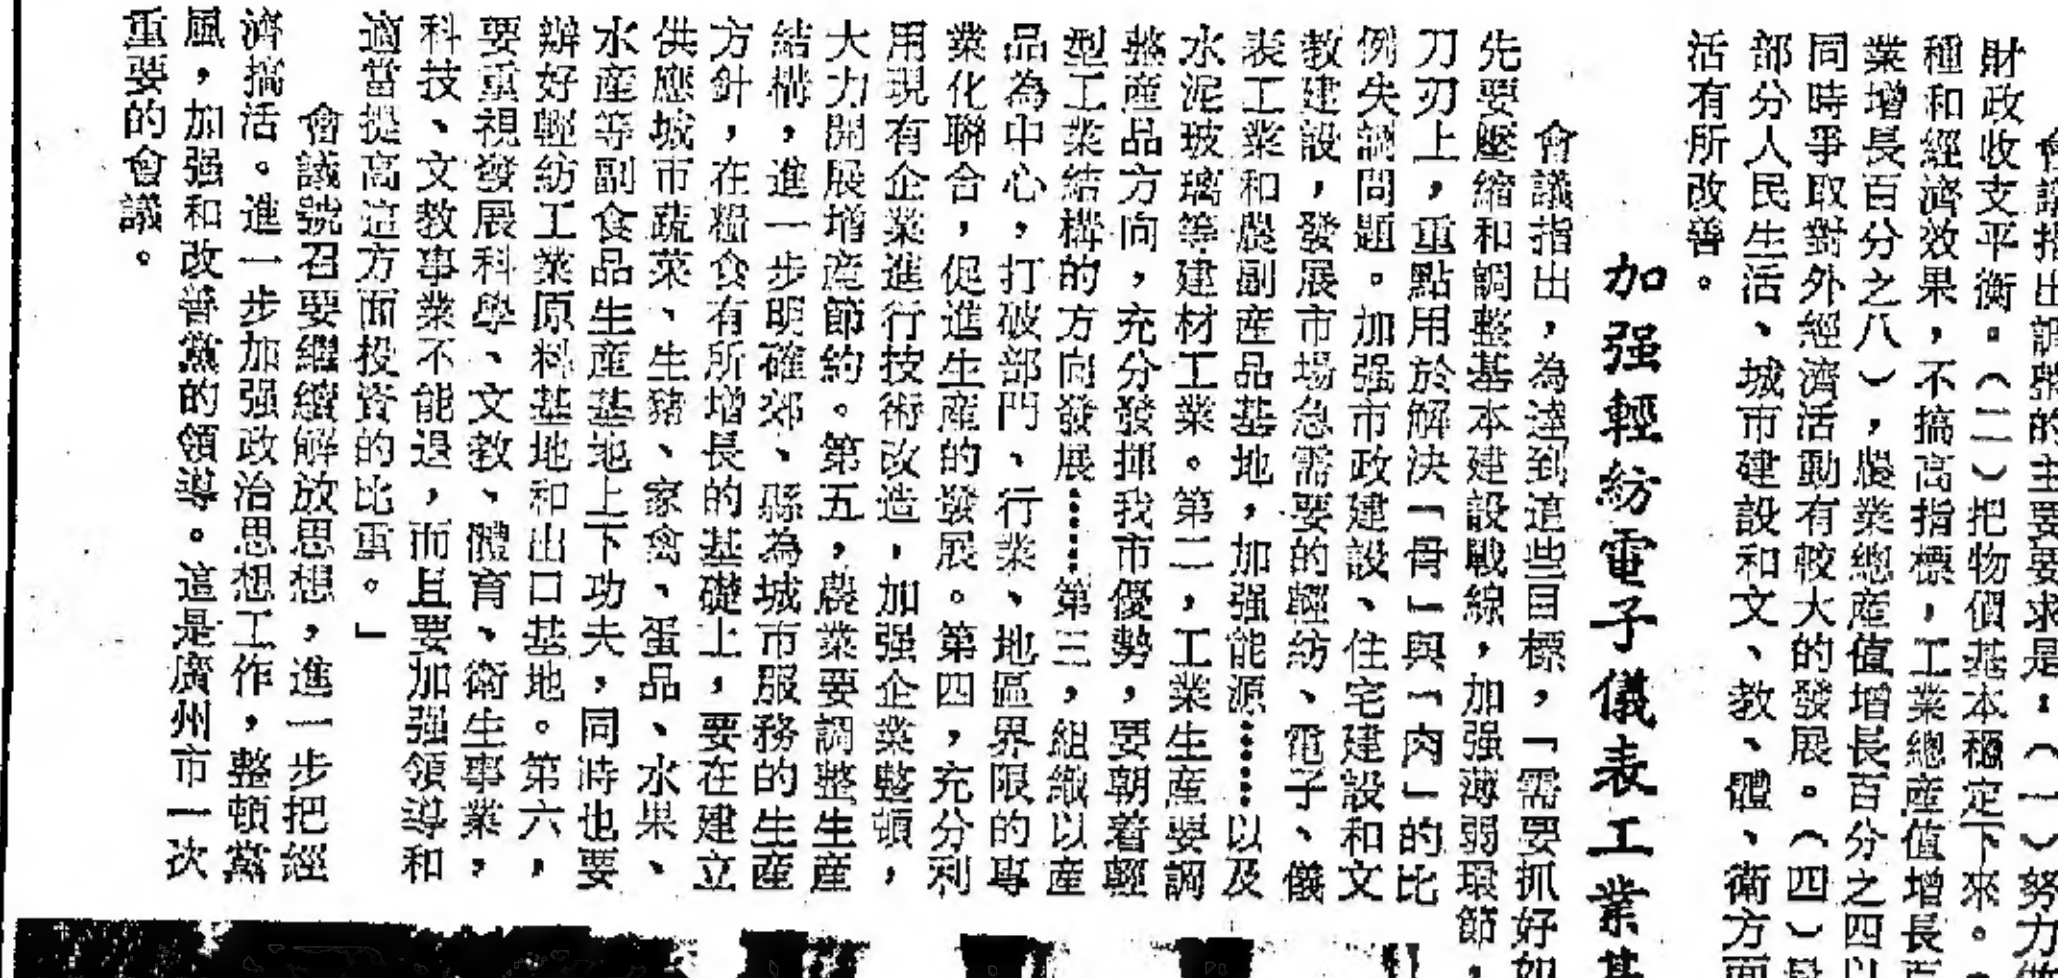 會議指出調整的主要要求是：（一）努力做
財政收支平衡。（二）把物價基本穩定下來。
種和經濟效果，不搞高指標，工業總產值增長百
業增長百分之八），農業總產值增長百分之四以
同時爭取對外經濟活動有較大的發展。（四）
部分人民生活、城市建設和文、教、體、衛方面
活有所改善。
加强輕紡電子儀表工業基
會議指出，為達到這些目標，「需要抓好如
先要壓縮和調整基本建設戰線，加强薄弱環節，
刀刃上，重點用於解決「骨」與「肉」的比
例失調問題。加强市政建設、住宅建設和文
教建設，發展市場急需要的輕紡、電子、儀
表工業和農副產品基地，加强能源……以及
水泥玻璃等建材工業。第二，工業生產要調
整產品方向，充分發揮我市優勢，要朝着輕
型工業結構的方向發展……第三，組織以產
品為中心，打破部門、行業、地區界限的專
業化聯合，促進生產的發展。第四，充分利
用現有企業進行技術改造，加强企業整頓，
大力開展增產節約。第五，農業要調整生產
結構，進一步明確郊、縣為城市服務的生產
方針，在糧食有所增長的基礎上，要在建立
供應城市蔬菜、生豬、家禽、蛋品、水果、
水產等副食品生產基地上下功夫，同時也要
辦好輕紡工業原料基地和出口基地。第六，
要重視發展科學、文教、體育、衛生事業，
科技、文教事業不能退，而且要加强領導和
適當提高這方面投資的比重。」
會議號召要繼續解放思想，進一步把經
濟搞活。進一步加强政治思想工作，整頓黨
風，加强和改善黨的領導。這是廣州市一次
重要的會議。